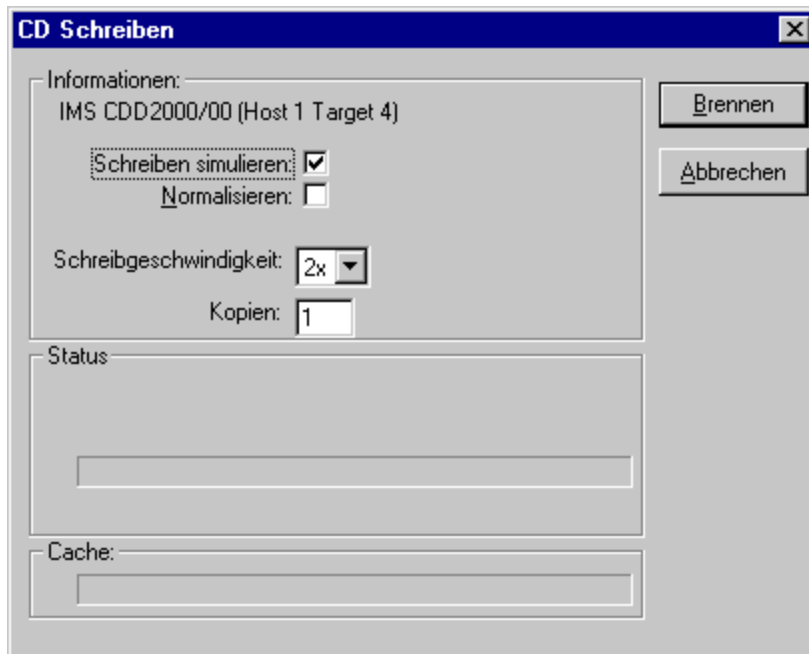 CD Schreiben
Informationen:
IMS CDD2000/00 (Host 1 Target 4)
Brennen
Schreiben simulieren:
Abbrechen
Normalisieren:
Schreibgeschwindigkeit: 2x
Kopien: 1
Status
Cache: